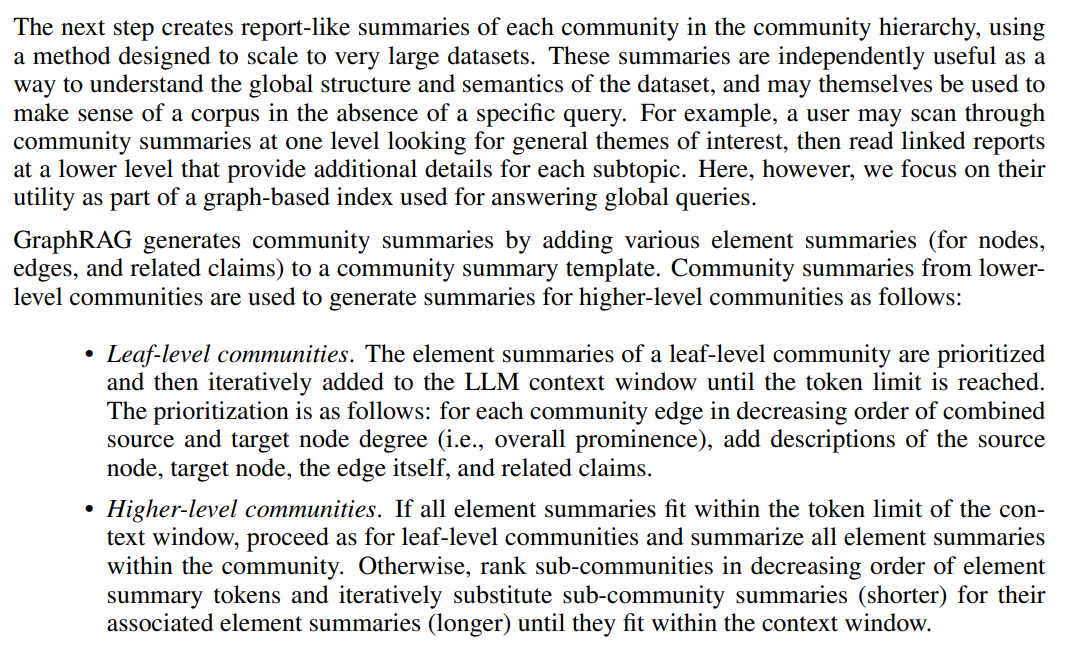 The next step creates report-like summaries of each community in the community hierarchy, using
a method designed to scale to very large datasets. These summaries are independently useful as a
way to understand the global structure and semantics of the dataset, and may themselves be used to
make sense of a corpus in the absence of a specific query. For example, a user may scan through
community summaries at one level looking for general themes of interest, then read linked reports
at a lower level that provide additional details for each subtopic. Here, however, we focus on their
utility as part of a graph-based index used for answering global queries.
GraphRAG generates community summaries by adding various element summaries (for nodes,
edges, and related claims) to a community summary template. Community summaries from lower-
level communities are used to generate summaries for higher-level communities as follows:
• Leaf-level communities. The element summaries of a leaf-level community are prioritized
and then iteratively added to the LLM context window until the token limit is reached.
The prioritization is as follows: for each community edge in decreasing order of combined
source and target node degree (i.e., overall prominence), add descriptions of the source
node, target node, the edge itself, and related claims.
• Higher-level communities. If all element summaries fit within the token limit of the con-
text window, proceed as for leaf-level communities and summarize all element summaries
within the community. Otherwise, rank sub-communities in decreasing order of element
summary tokens and iteratively substitute sub-community summaries (shorter) for their
associated element summaries (longer) until they fit within the context window.